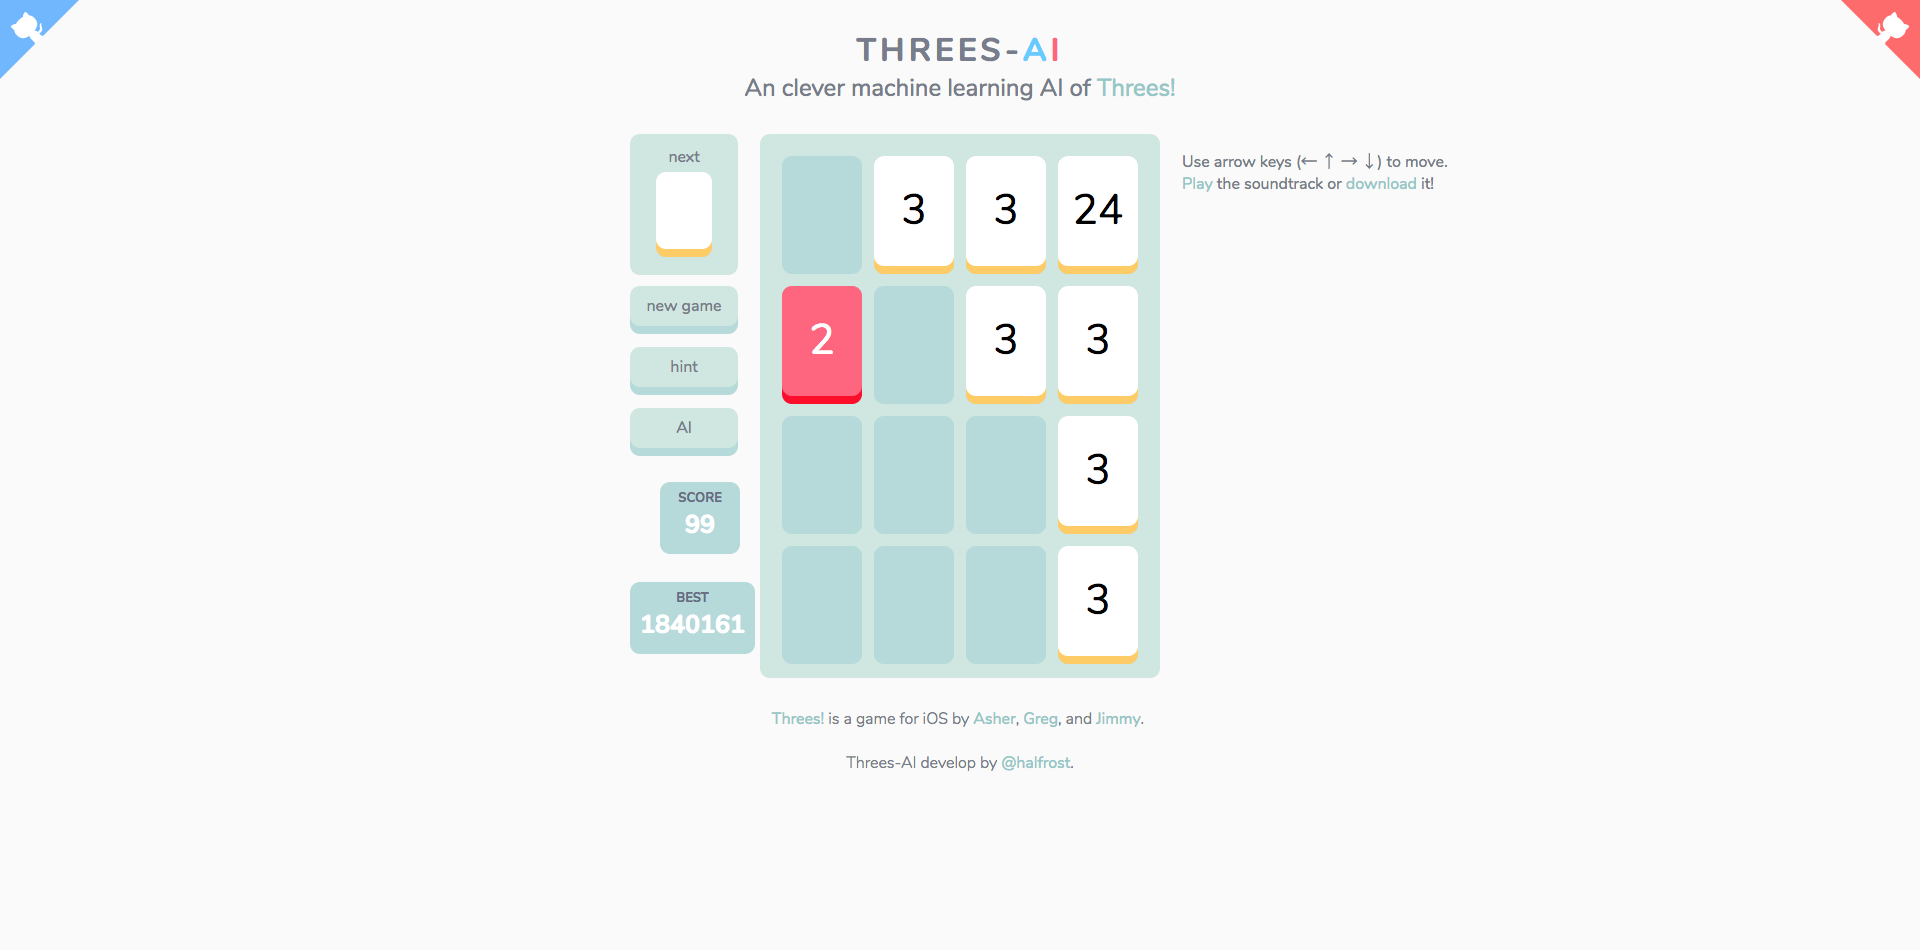 THREES-AI
An clever machine learning AI of Threes!
next
new game
hint
AI
SCORE
99
BEST
1840161
3 3 24
2 3 3
3
3
Use arrow keys (← ↑ → ↓) to move.
Play the soundtrack or download it!
Threes! is a game for iOS by Asher, Greg, and Jimmy.
Threes-AI develop by @halfrost.